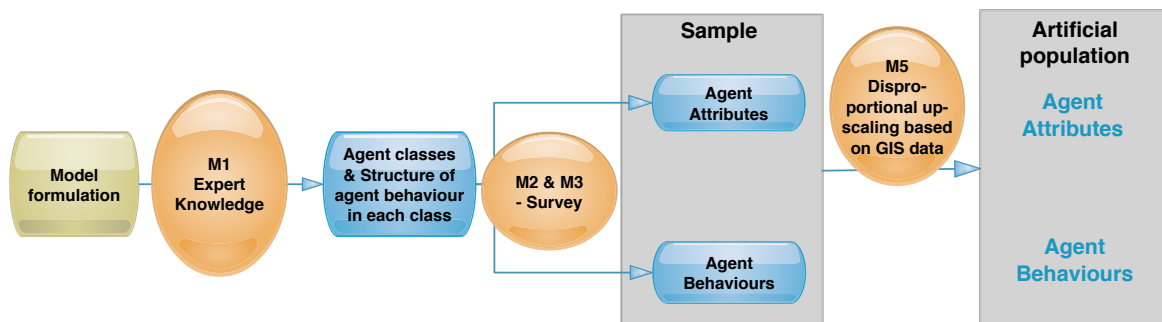 Model
formulation
M1
Expert
Knowledge
Agent classes
& Structure of
agent behaviour
in each class
M2 & M3
- Survey
Sample
Agent
Attributes
Agent
Behaviours
M5
Dispro-
portional up-
scaling based
on GIS data
Artificial
population
Agent
Attributes
Agent
Behaviours